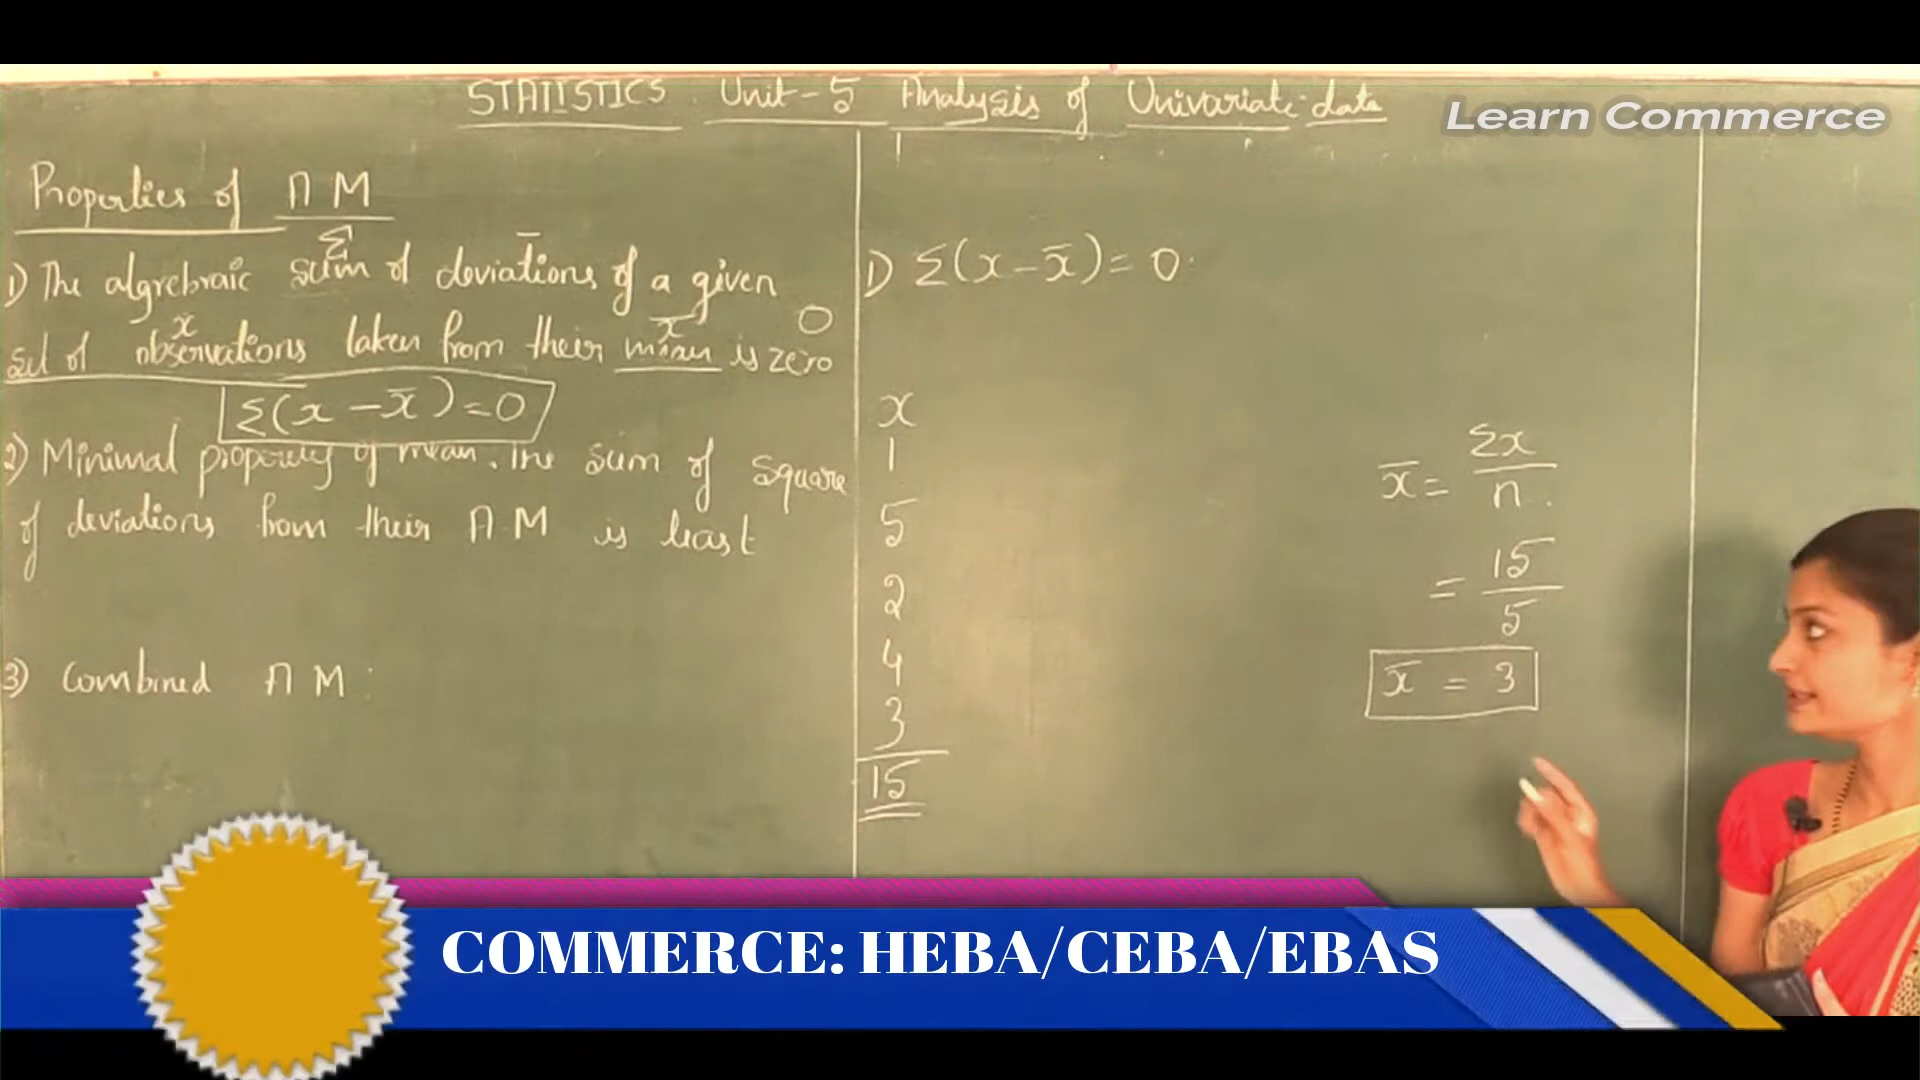 STATISTICS Unit-5 Analysis of Univariate data
Learn Commerce
Properties of AM
Σ
1) The algrebraic sum of deviations of a given
x x̄ 0
set of observations taken from their mean is zero
Σ(x - x̄) = 0
2) Minimal property of mean. The sum of square
of deviations from their AM is least
3) Combined AM:
1) Σ(x - x̄) = 0
x
1
5
2
4
3
15
x̄ = Σx / n
= 15 / 5
x̄ = 3
COMMERCE: HEBA/CEBA/EBAS